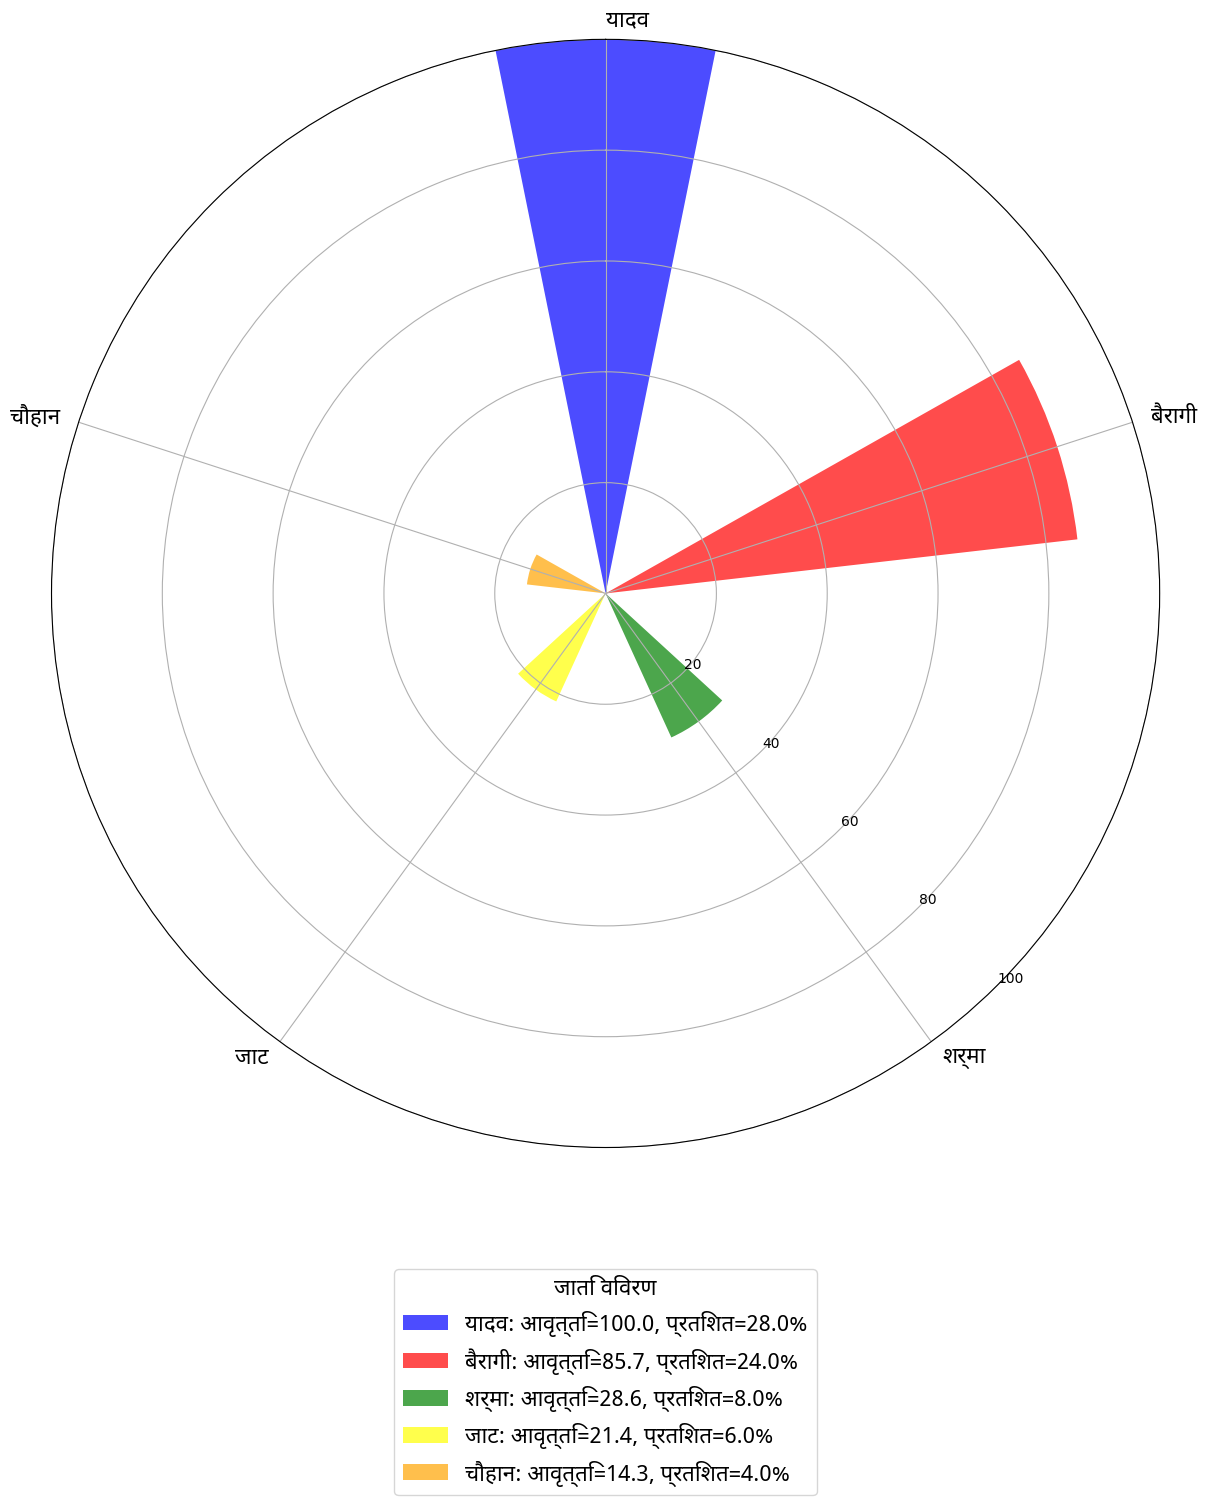 यादव
बैरागी
चौहान
20
40
60
80
100
जाट
शर्मा
जाति विवरण
यादव: आवृत्ति=100.0, प्रतिशत=28.0%
बैरागी: आवृत्ति=85.7, प्रतिशत=24.0%
शर्मा: आवृत्ति=28.6, प्रतिशत=8.0%
जाट: आवृत्ति=21.4, प्रतिशत=6.0%
चौहान: आवृत्ति=14.3, प्रतिशत=4.0%